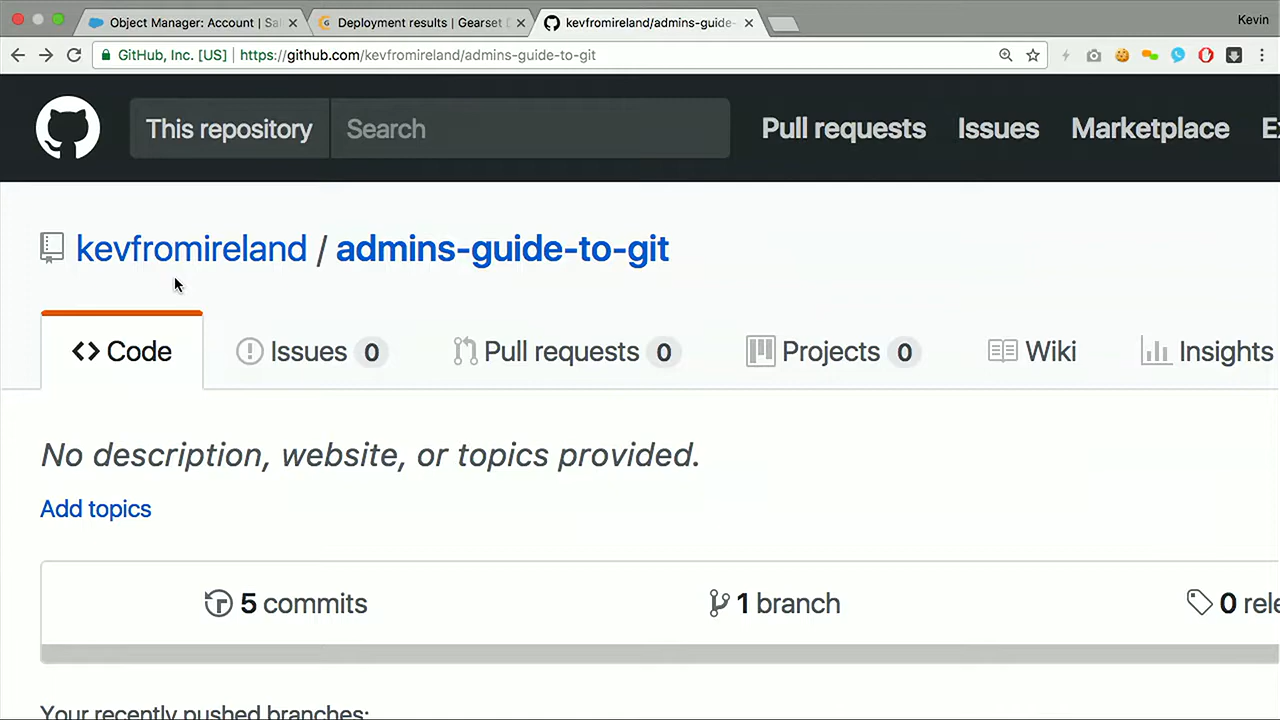 Object Manager: Account | Sal
Deployment results | Gearset D
kevfromireland/admins-guide-
Kevin
GitHub, Inc. [US] | https://github.com/kevfromireland/admins-guide-to-git
This repository
Search
Pull requests
Issues
Marketplace
kevfromireland / admins-guide-to-git
<> Code
Issues 0
Pull requests 0
Projects 0
Wiki
Insights
No description, website, or topics provided.
Add topics
5 commits
1 branch
0 rele
Your recently pushed branches: